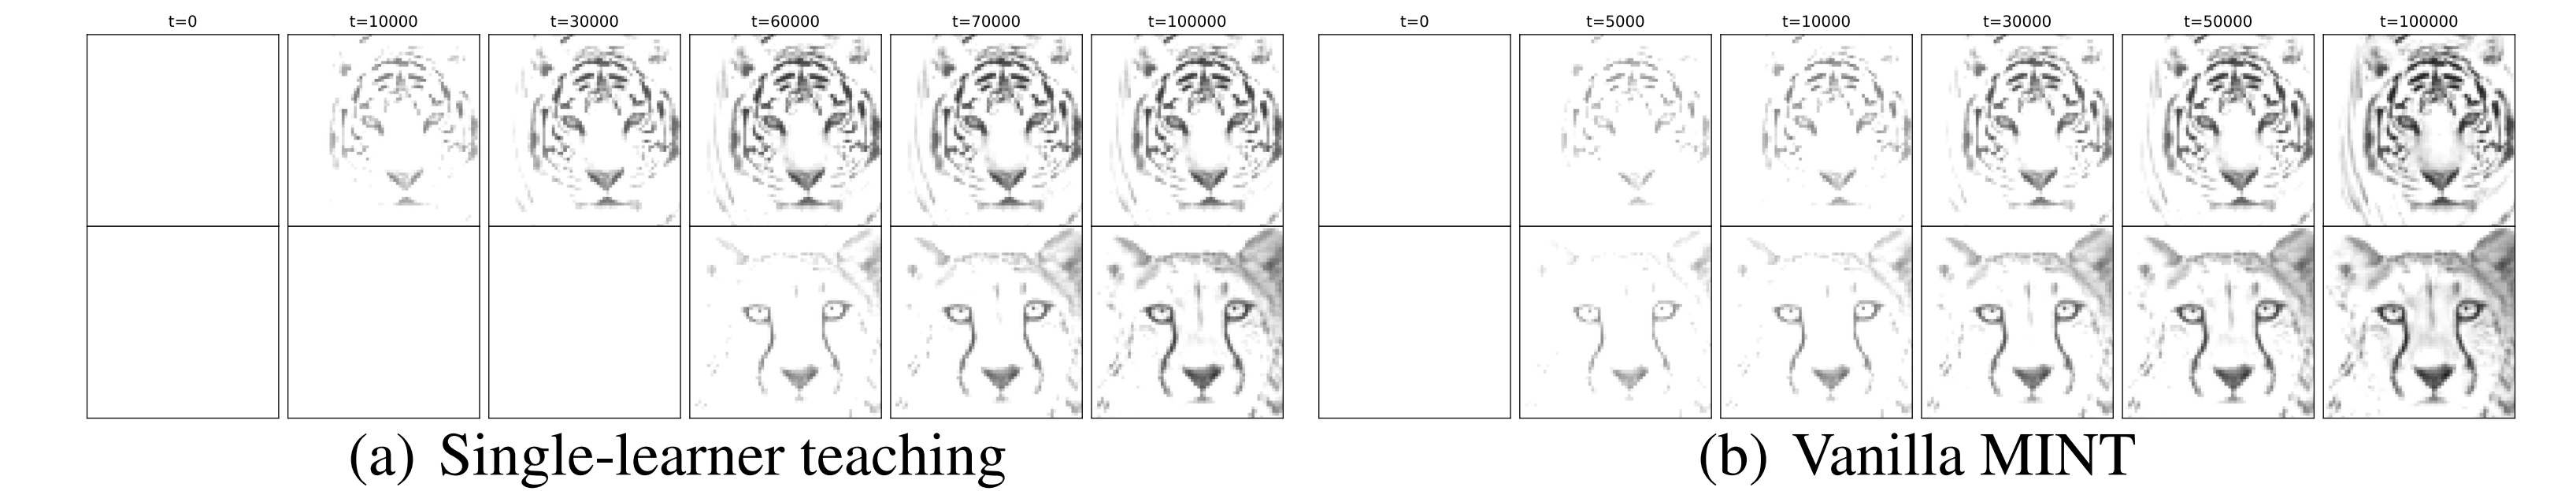 t=0 t=10000 t=30000 t=60000 t=70000 t=100000 t=0 t=5000 t=10000 t=30000 t=50000 t=100000
(a) Single-learner teaching
(b) Vanilla MINT